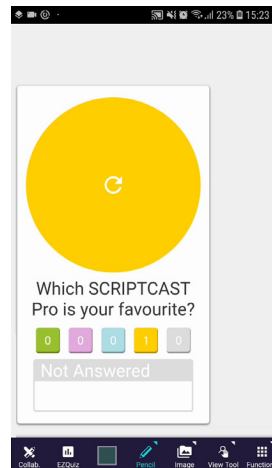 23% 15:23
Which SCRIPTCAST
Pro is your favourite?
0 0 0 1 0
Not Answered
Collab. EZQuiz Pencil Image View Tool Function